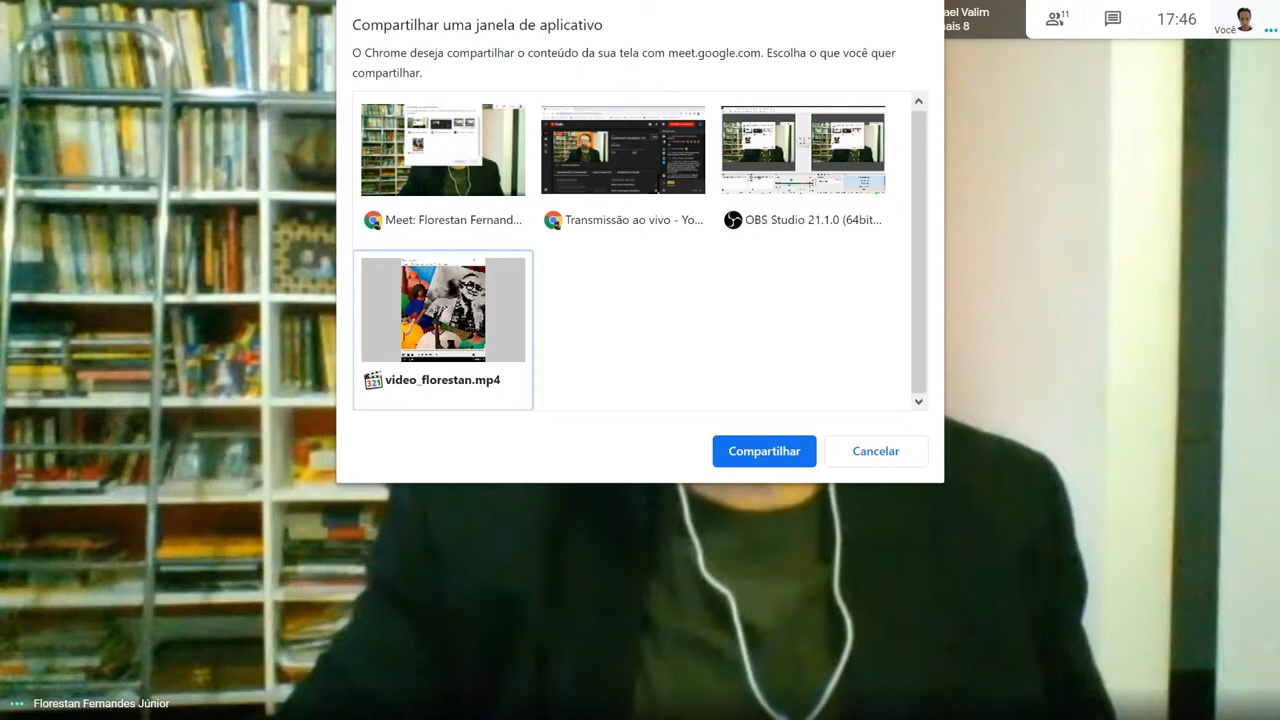 Compartilhar uma janela de aplicativo
O Chrome deseja compartilhar o conteúdo da sua tela com meet.google.com. Escolha o que você quer
compartilhar.
Meet: Florestan Fernand...
Transmissão ao vivo - Yo...
OBS Studio 21.1.0 (64bit...
321
video_florestan.mp4
Compartilhar
Cancelar
ael Valim
ais 8
11
17:46
Você
Florestan Fernandes Júnior